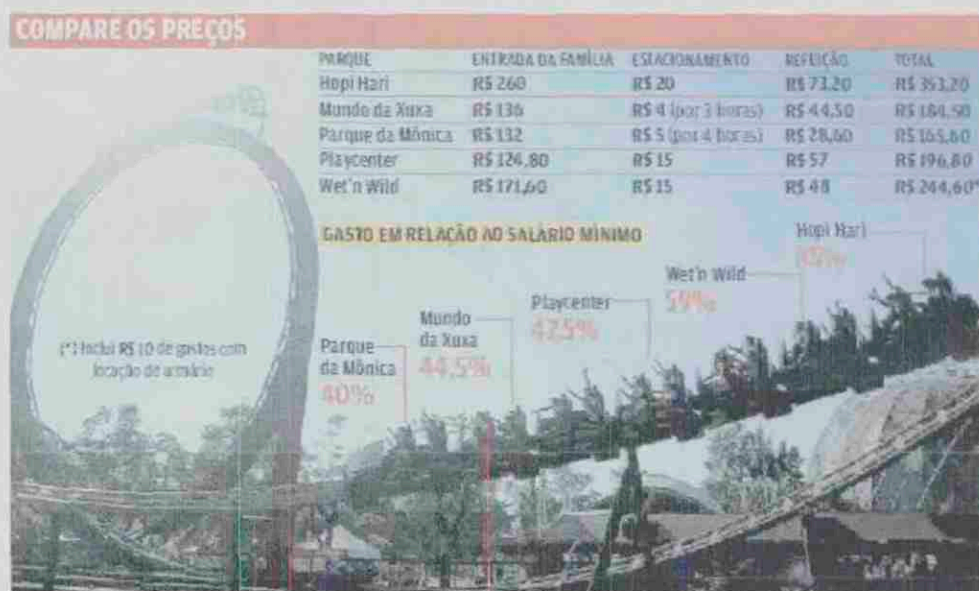 COMPARE OS PREÇOS
PARQUE ENTRADA DA FAMÍLIA ESTACIONAMENTO REFEIÇÃO TOTAL
Hopi Hari R$ 260 R$ 20 R$ 73,20 R$ 353,20
Mundo da Xuxa R$ 136 R$ 4 (por 3 horas) R$ 44,50 R$ 184,50
Parque da Mônica R$ 132 R$ 5 (por 4 horas) R$ 28,60 R$ 165,60
Playcenter R$ 124,80 R$ 15 R$ 57 R$ 196,80
Wet'n Wild R$ 171,60 R$ 15 R$ 48 R$ 244,60*
GASTO EM RELAÇÃO AO SALÁRIO MÍNIMO
Hopi Hari
Wet'n Wild
59%
Playcenter
47,5%
Mundo
da Xuxa
44,5%
Parque
da Mônica
40%
(*) Inclui R$ 10 de gastos com
locação de armário